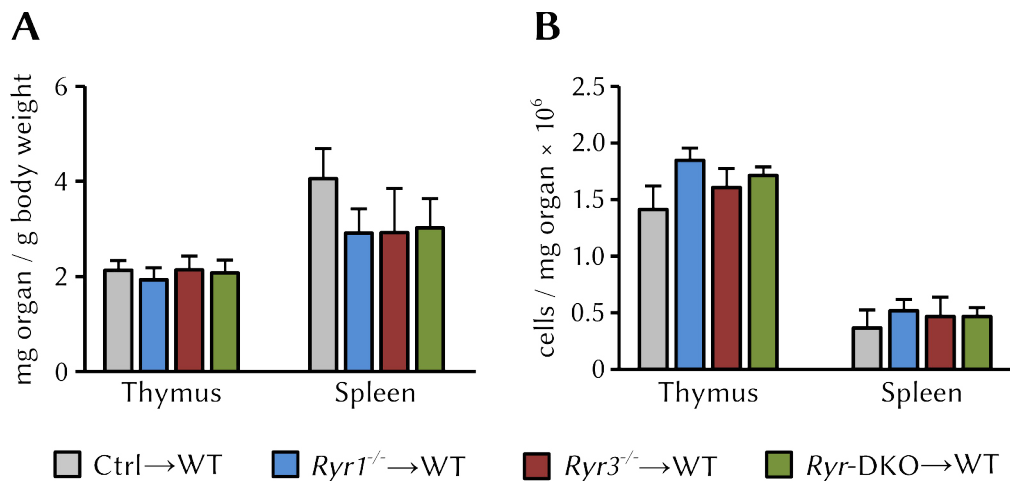 A
mg organ / g body weight
6
4
2
0
Thymus Spleen
B
cells / mg organ × 10⁶
2.5
2.0
1.5
1.0
0.5
0
Thymus Spleen
Ctrl→WT Ryr1⁻/⁻→WT Ryr3⁻/⁻→WT Ryr-DKO→WT